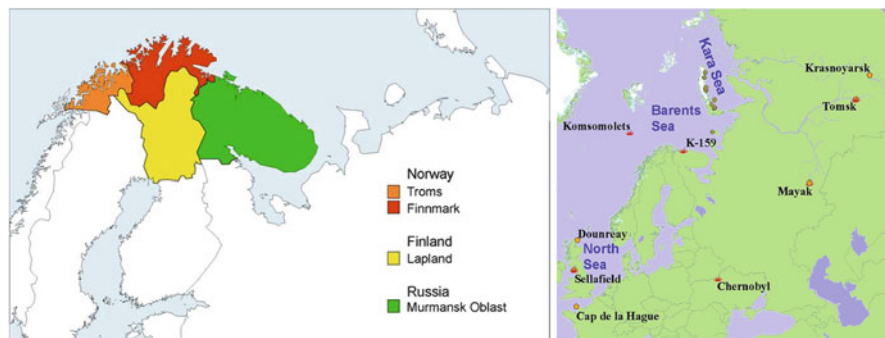 Norway
Troms
Finnmark
Finland
Lapland
Russia
Murmansk Oblast
Kara Sea
Krasnoyarsk
Tomsk
Barents
Sea
Komsomolets
K-159
Mayak
Dounreay
North
Sea
Sellafield
Chernobyl
Cap de la Hague